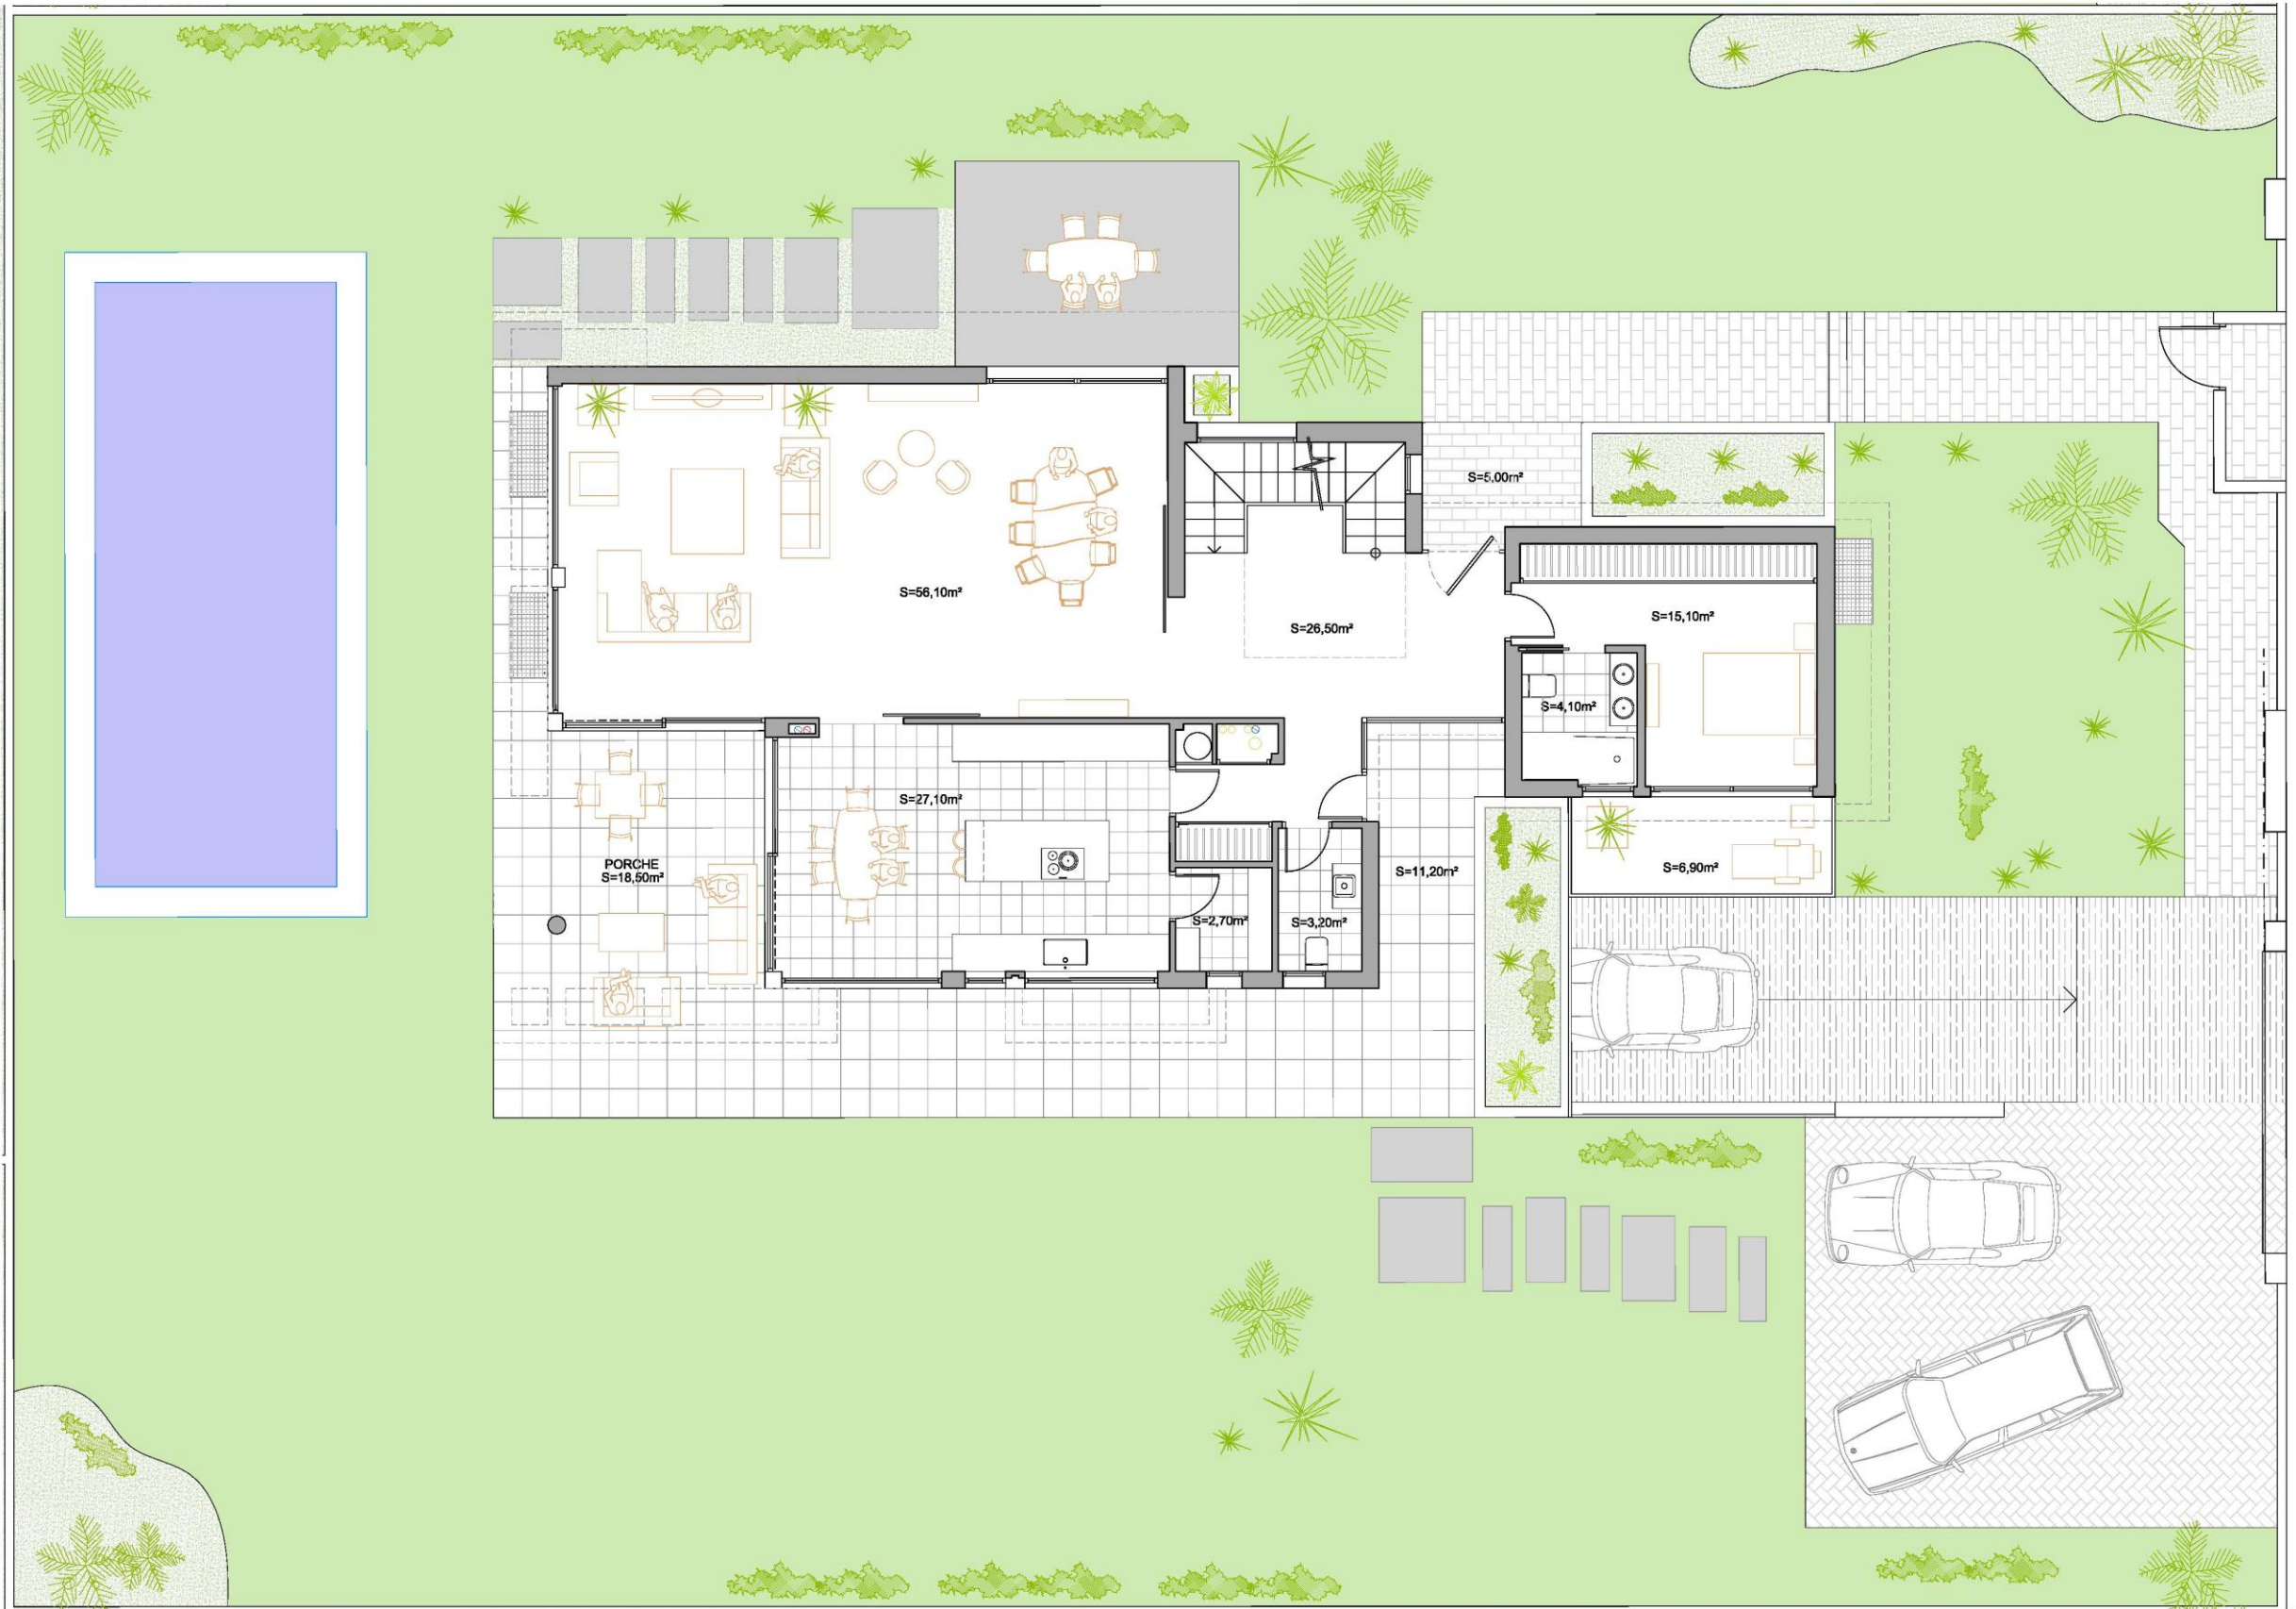 S=5,00m²
S=56,10m²
S=26,50m²
S=15,10m²
S=4,10m²
S=27,10m²
PORCHE
S=18,50m²
S=11,20m²
S=6,90m²
S=2,70m²
S=3,20m²